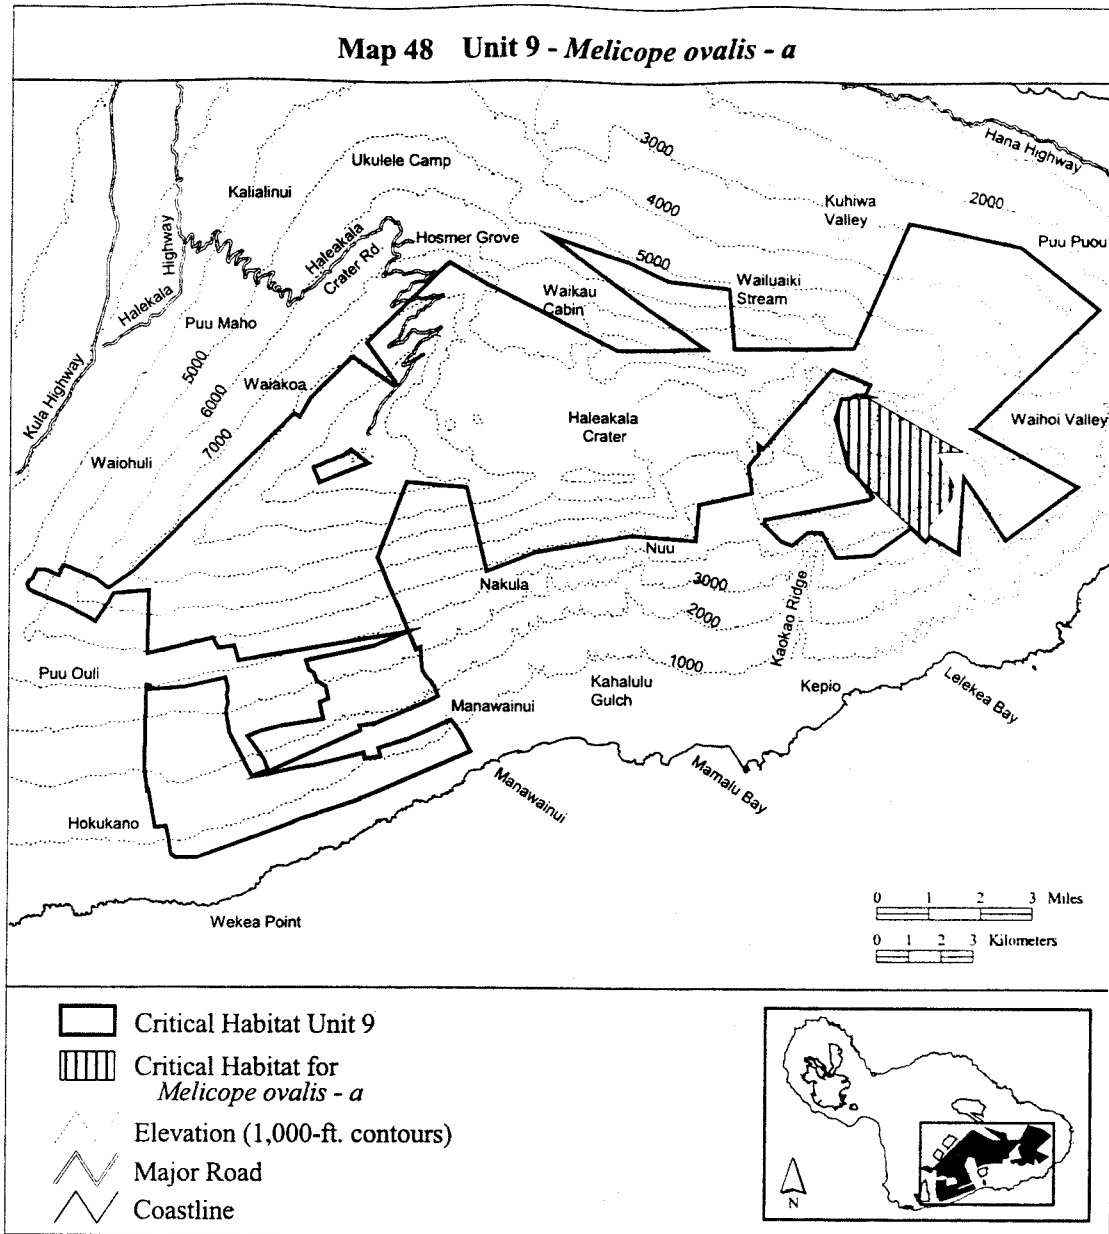 Map 48 Unit 9 - Melicope ovalis - a
Hana Highway
3000
Ukulele Camp
Kalialinui
4000
Kuhiwa
Valley
2000
Halekala Highway
Haleakala
Crater Rd.
Hosmer Grove
Puu Puou
5000
Wailuaiki
Stream
Waikau
Cabin
Puu Maho
Kula Highway
5000
6000
7000
Waiakoa
Haleakala
Crater
Waihoi Valley
Waiohuli
Nuu
Nakula
3000
2000
1000
Kaokao Ridge
Puu Ouli
Kahalulu
Gulch
Kepio
Lelekea Bay
Manawainui
Manawainui
Mamalu Bay
Hokukano
Wekea Point
0 1 2 3 Miles
0 1 2 3 Kilometers
Critical Habitat Unit 9
Critical Habitat for
Melicope ovalis - a
Elevation (1,000-ft. contours)
Major Road
Coastline
N